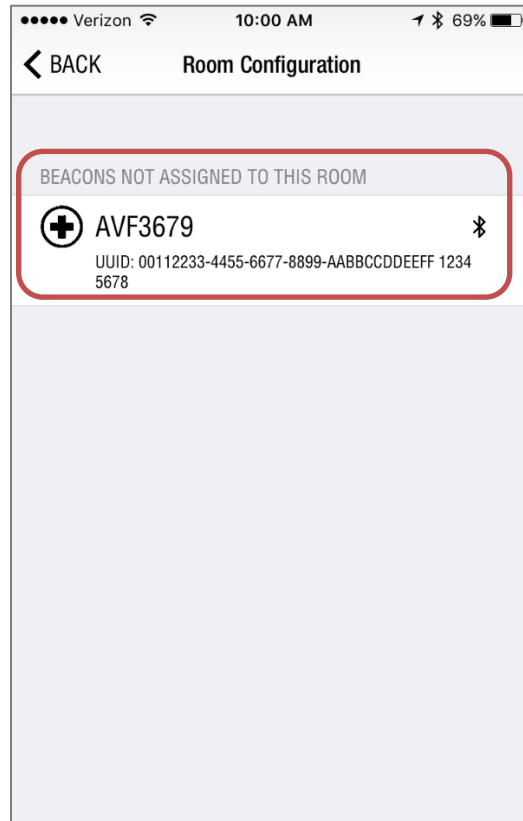 Verizon 10:00 AM 69%
BACK Room Configuration
BEACONS NOT ASSIGNED TO THIS ROOM
AVF3679
UUID: 00112233-4455-6677-8899-AABBCCDDEEFF 1234
5678